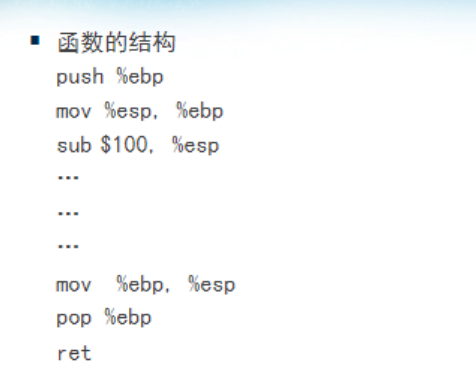 ▪ 函数的结构
push %ebp
mov %esp, %ebp
sub $100, %esp
…
…
…
mov %ebp, %esp
pop %ebp
ret